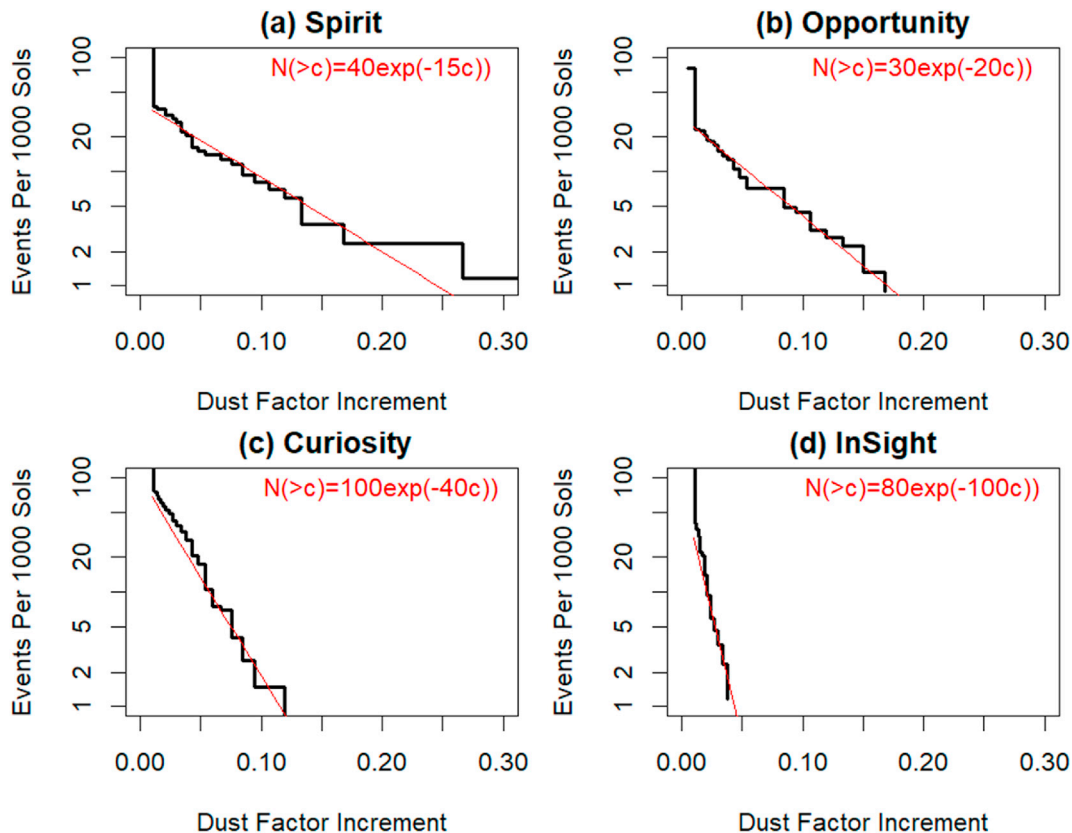 (a) Spirit
N(>c)=40exp(-15c))
Events Per 1000 Sols
100
20
5
2
1
0.00 0.10 0.20 0.30
Dust Factor Increment
(b) Opportunity
N(>c)=30exp(-20c))
Events Per 1000 Sols
100
20
5
2
1
0.00 0.10 0.20 0.30
Dust Factor Increment
(c) Curiosity
N(>c)=100exp(-40c))
Events Per 1000 Sols
100
20
5
2
1
0.00 0.10 0.20 0.30
Dust Factor Increment
(d) InSight
N(>c)=80exp(-100c))
Events Per 1000 Sols
100
20
5
2
1
0.00 0.10 0.20 0.30
Dust Factor Increment